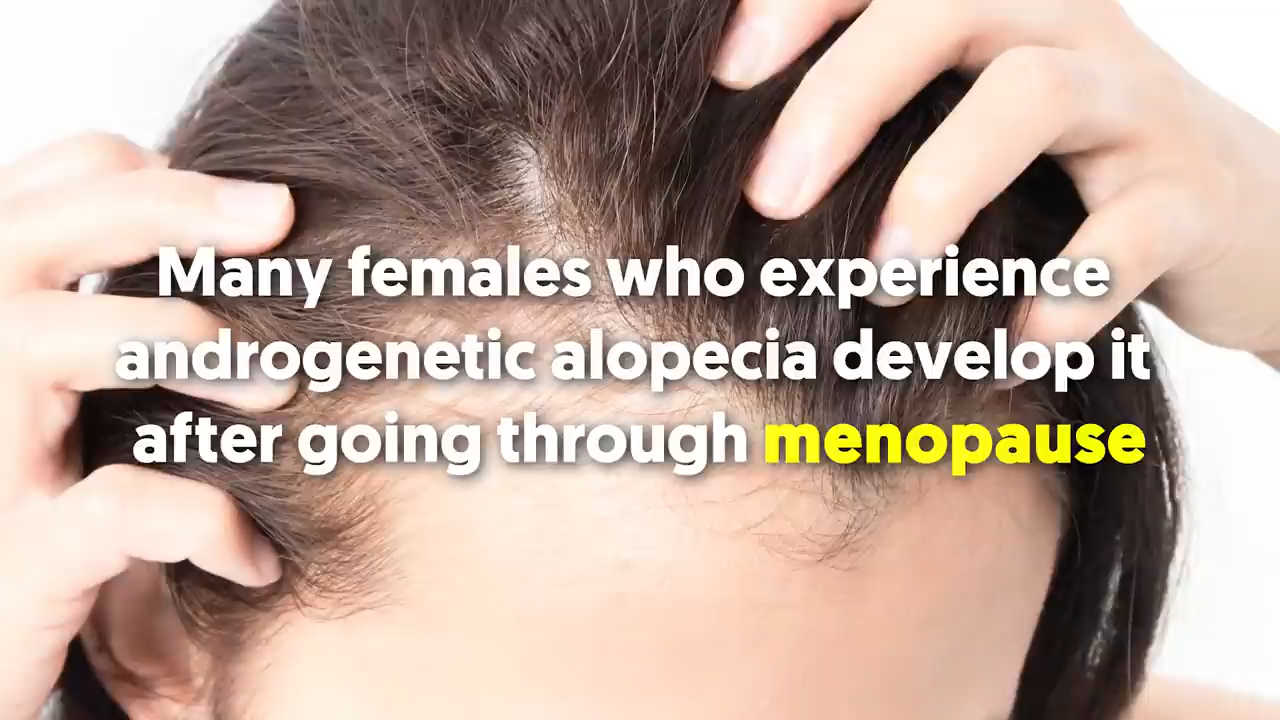 Many females who experience
androgenetic alopecia develop it
after going through menopause